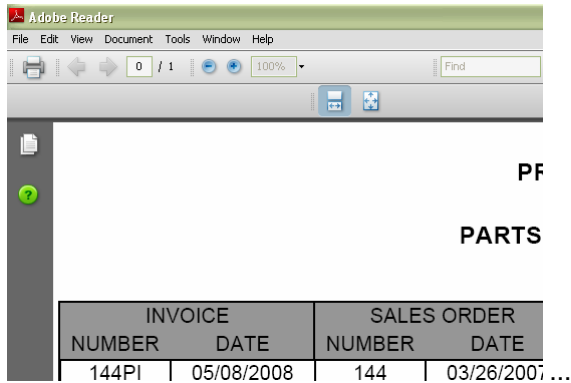 Adobe Reader
File Edit View Document Tools Window Help
0 / 1 100% Find
?
PR
PARTS
INVOICE SALES ORDER
NUMBER DATE NUMBER DATE
144PI 05/08/2008 144 03/26/2007 ...